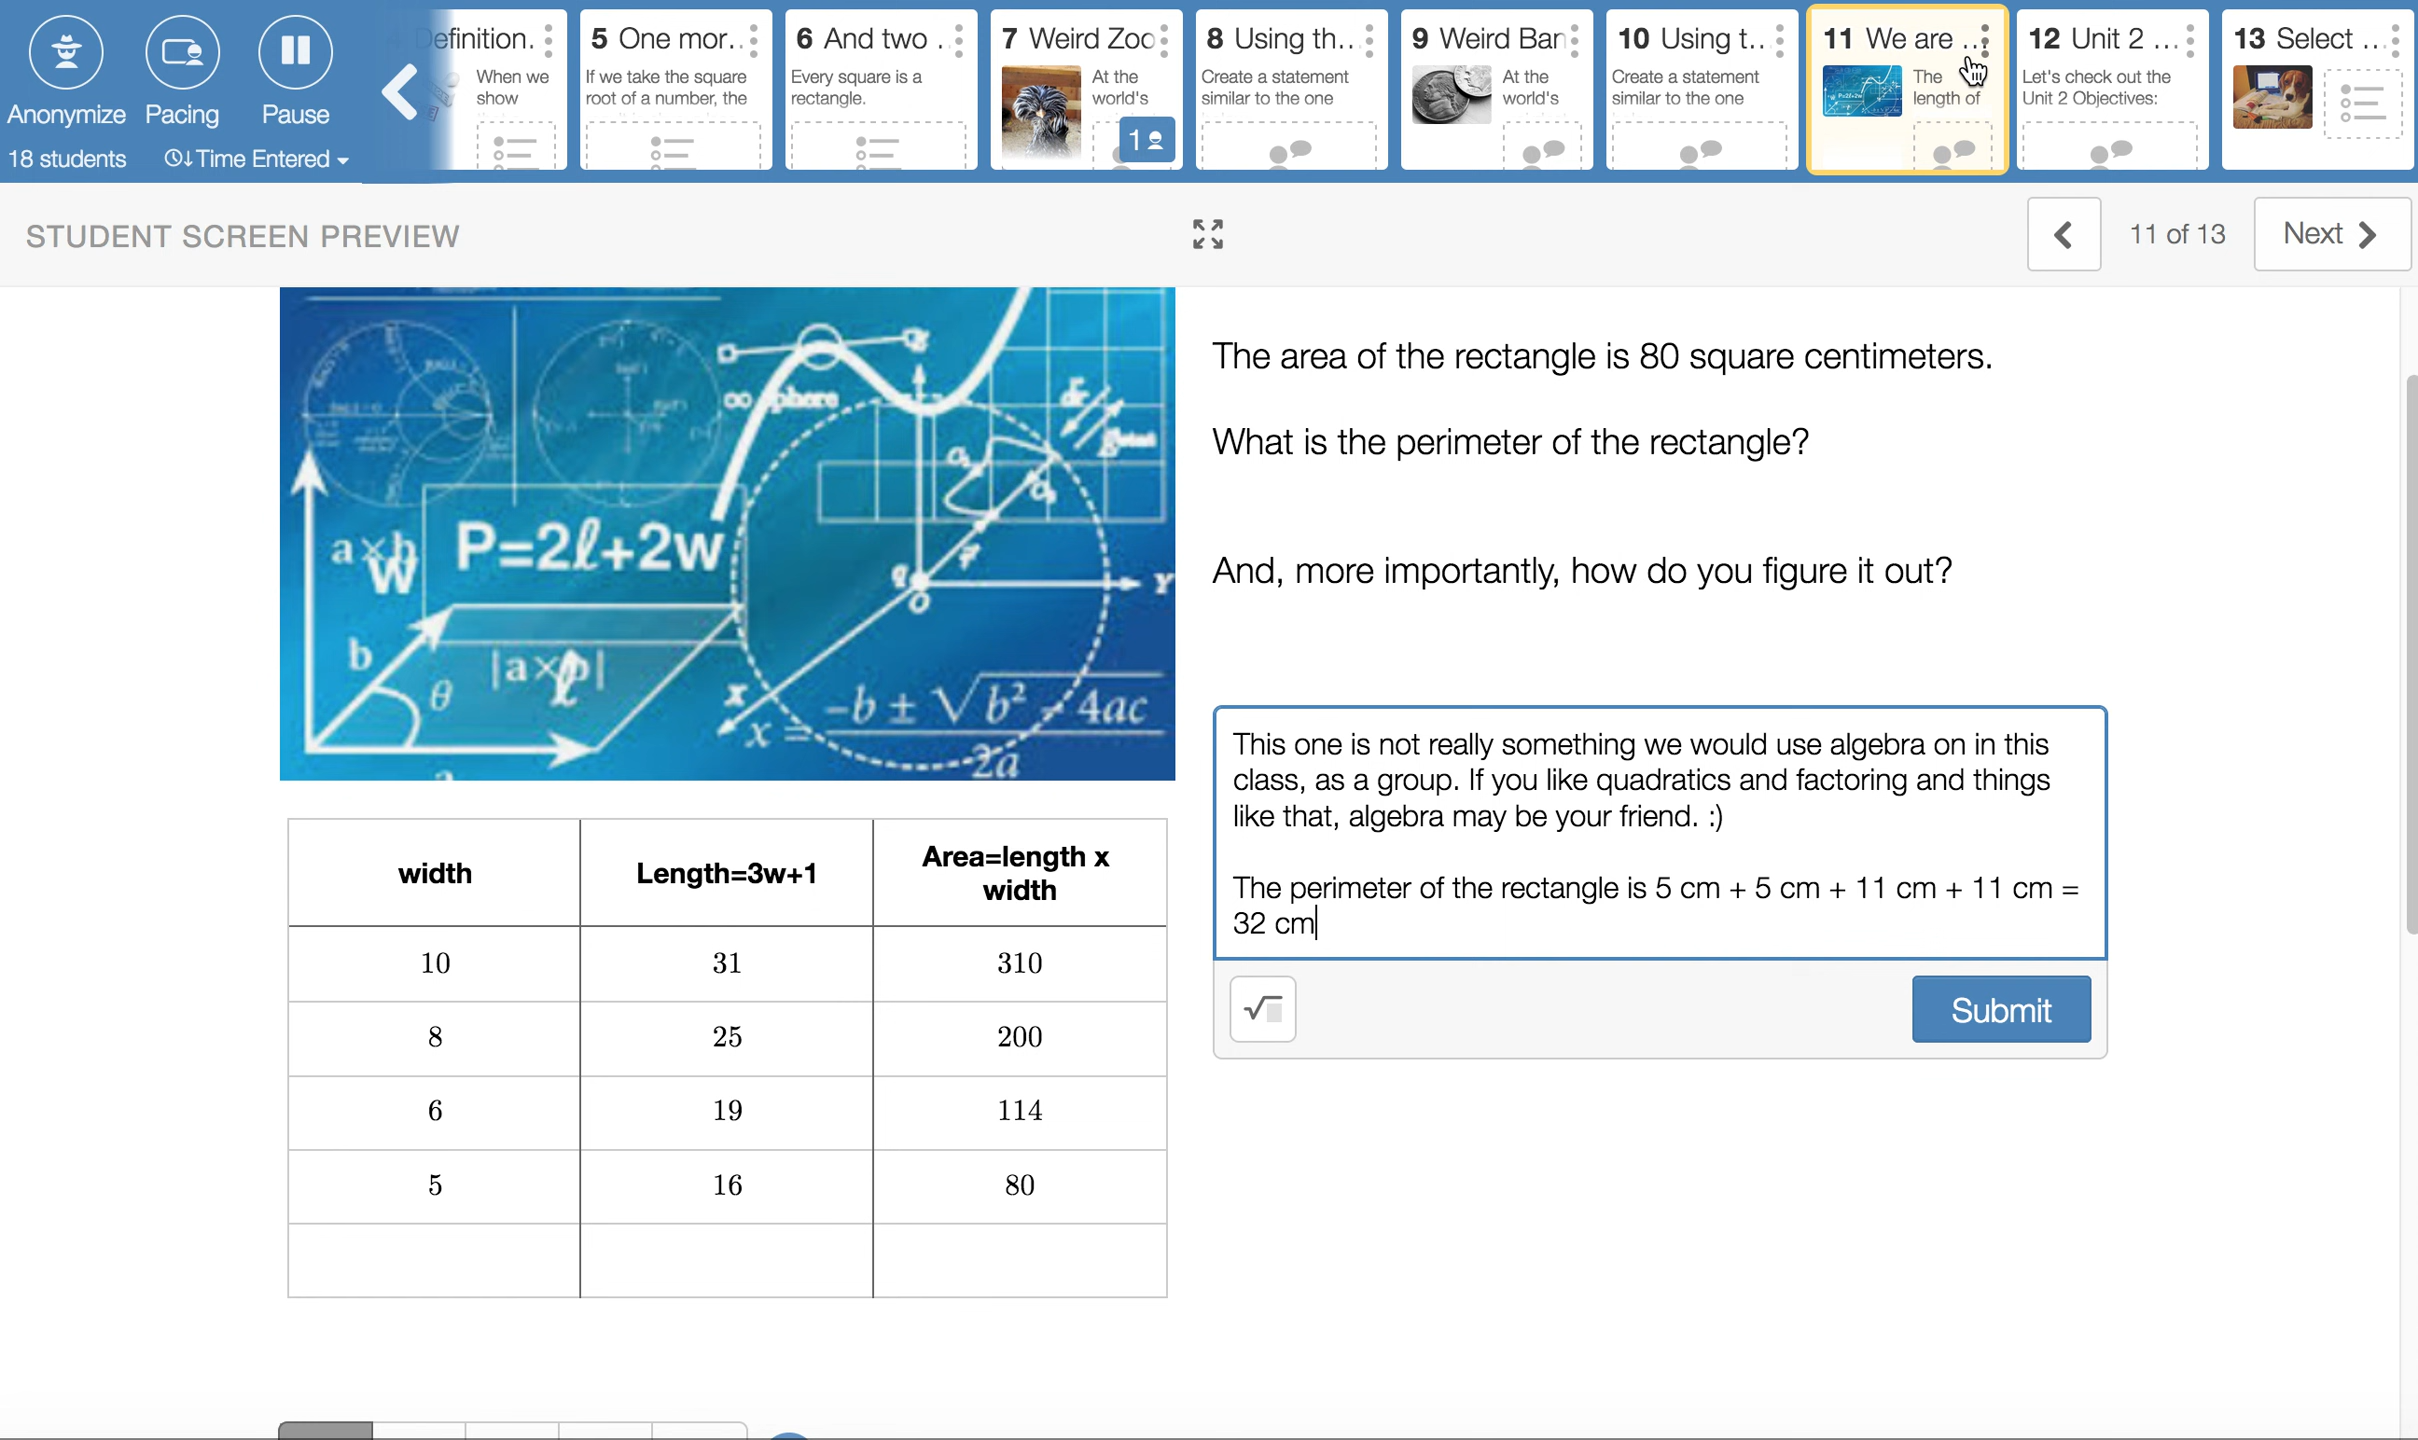 4 Definition.
When we
show
5 One mor..
If we take the square
root of a number, the
6 And two .
Every square is a
rectangle.
7 Weird Zoo
At the
world's
1
8 Using th...
Create a statement
similar to the one
9 Weird Ban
At the
world's
10 Using t...
Create a statement
similar to the one
11 We are ...
The
length of
12 Unit 2 ...
Let's check out the
Unit 2 Objectives:
13 Select ...
Anonymize Pacing Pause
18 students Time Entered
STUDENT SCREEN PREVIEW
11 of 13
Next
∞ sphere
a×b
W
P=2ℓ+2w
b
θ
|a×b|
ℓ
a
q
O
Y
X
x = -b ± √b² - 4ac
2a
The area of the rectangle is 80 square centimeters.
What is the perimeter of the rectangle?
And, more importantly, how do you figure it out?
This one is not really something we would use algebra on in this
class, as a group. If you like quadratics and factoring and things
like that, algebra may be your friend. :)
The perimeter of the rectangle is 5 cm + 5 cm + 11 cm + 11 cm =
32 cm
√
Submit
width Length=3w+1 Area=length x
width
10 31 310
8 25 200
6 19 114
5 16 80